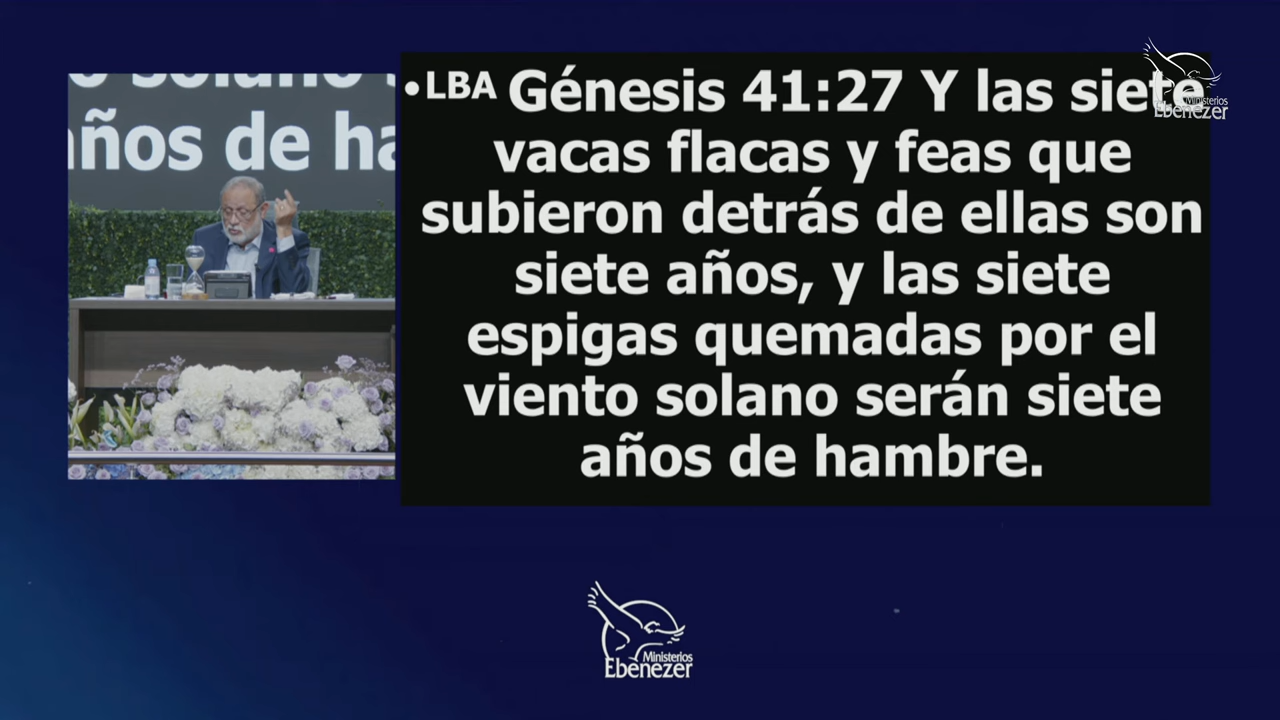 o solano s
años de ha
•LBA Génesis 41:27 Y las siete
vacas flacas y feas que
subieron detrás de ellas son
siete años, y las siete
espigas quemadas por el
viento solano serán siete
años de hambre.
Ministerios
Ebenezer
Ministerios
Ebenezer